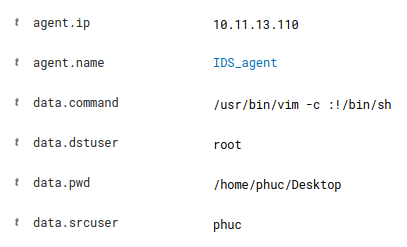 t agent.ip 10.11.13.110
t agent.name IDS_agent
t data.command /usr/bin/vim -c :!/bin/sh
t data.dstuser root
t data.pwd /home/phuc/Desktop
t data.srcuser phuc